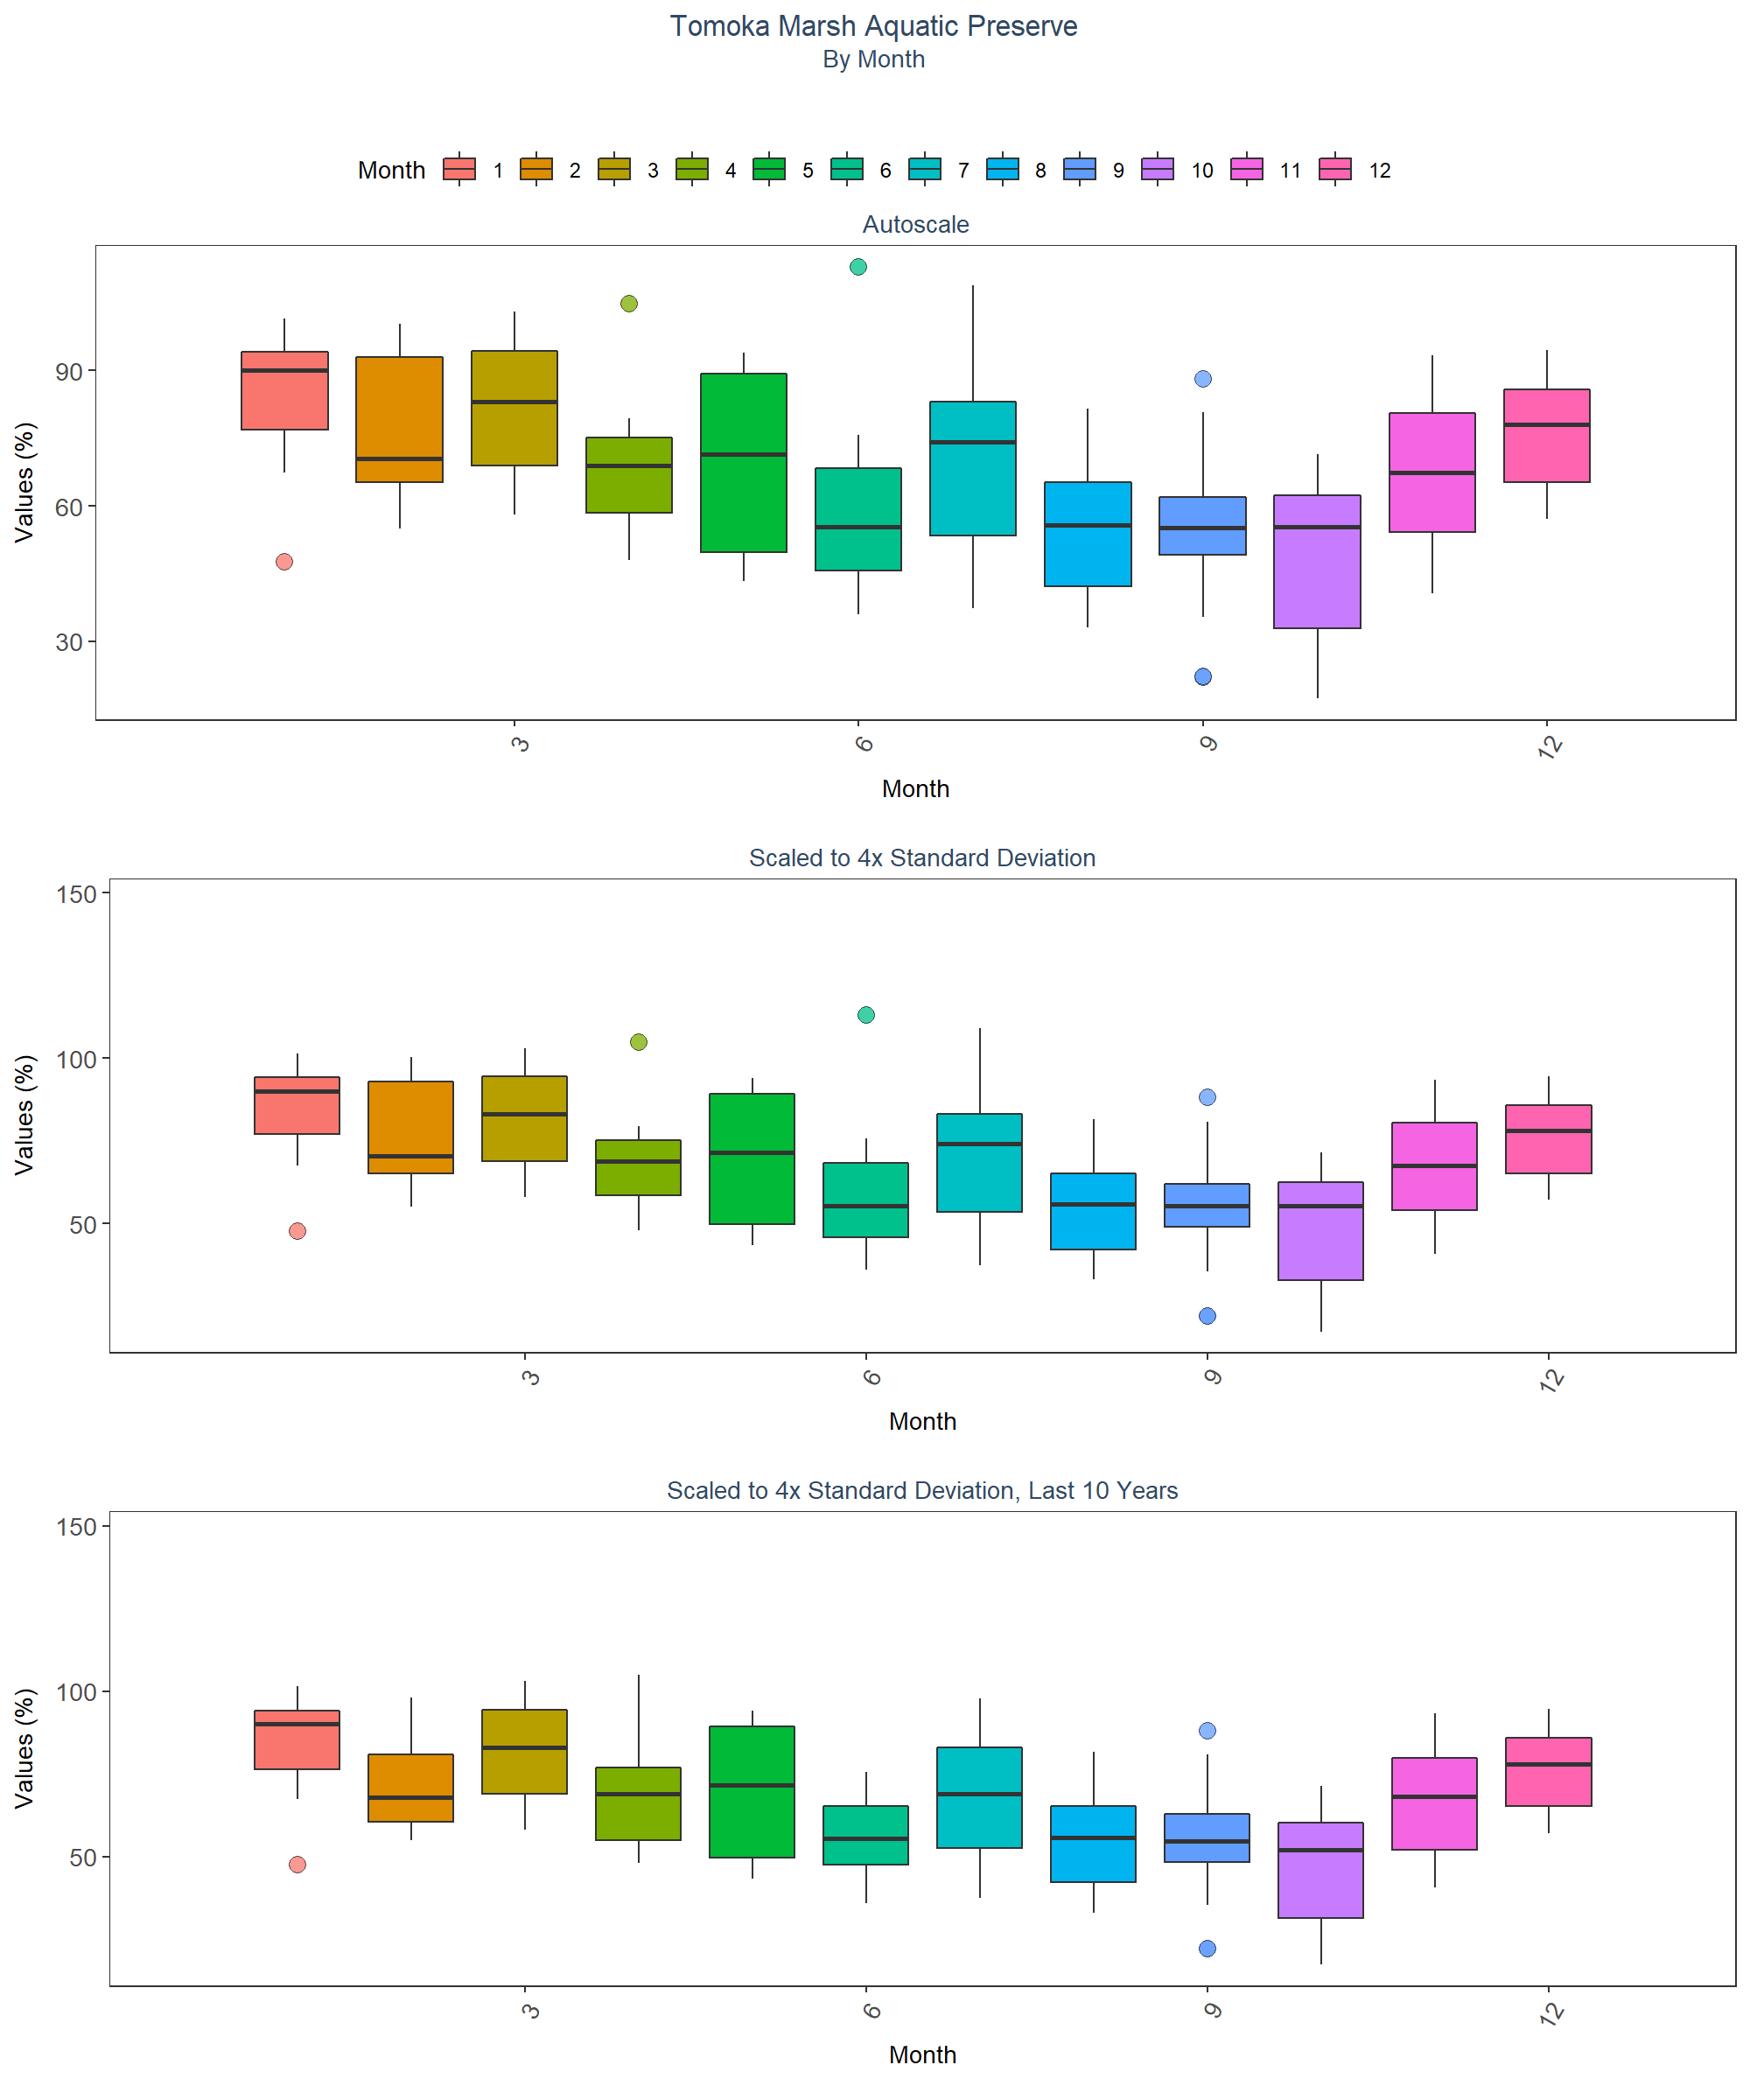 Tomoka Marsh Aquatic Preserve
By Month
Month 1 2 3 4 5 6 7 8 9 10 11 12
Autoscale
Values (%)
90
60
30
3 6 9 12
Month
Scaled to 4x Standard Deviation
Values (%)
150
100
50
3 6 9 12
Month
Scaled to 4x Standard Deviation, Last 10 Years
Values (%)
150
100
50
3 6 9 12
Month